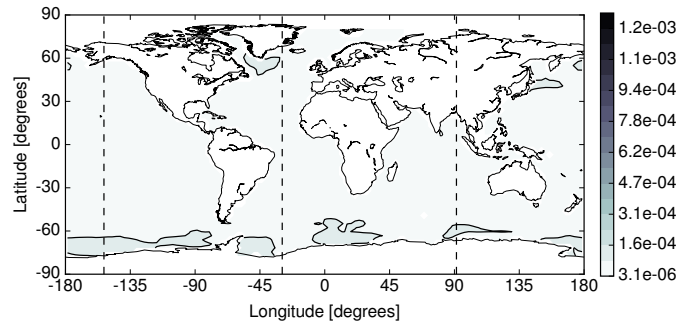 90
60
30
0
-30
-60
-90
Latitude [degrees]
-180 -135 -90 -45 0 45 90 135 180
Longitude [degrees]
1.2e-03
1.1e-03
9.4e-04
7.8e-04
6.2e-04
4.7e-04
3.1e-04
1.6e-04
3.1e-06